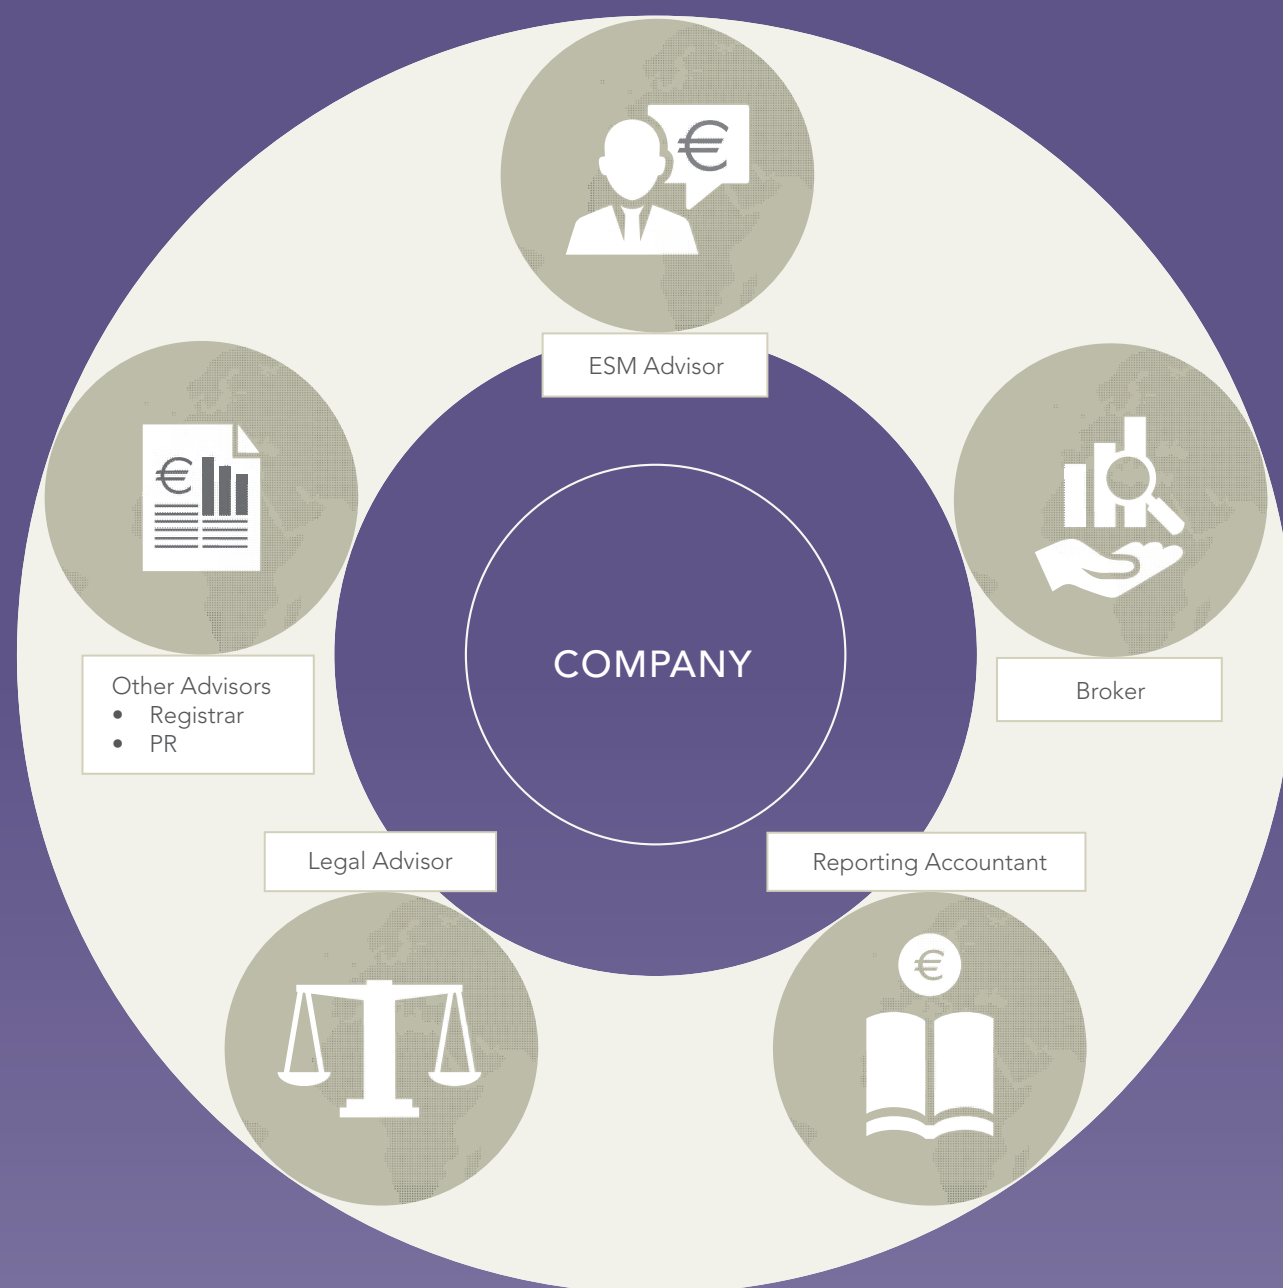 €
ESM Advisor
€
COMPANY
Other Advisors
• Registrar
• PR
Broker
Legal Advisor
Reporting Accountant
€